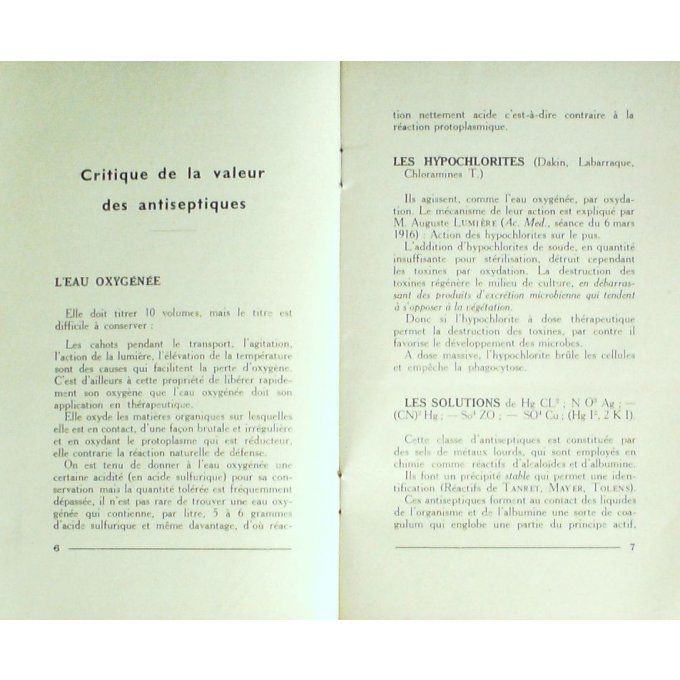 Critique de la valeur
des antiseptiques
L'EAU OXYGÉNÉE
Elle doit titrer 10 volumes, mais le titre est
difficile à conserver :
Les cahots pendant le transport, l'agitation,
l'action de la lumière, l'élévation de la température
sont des causes qui facilitent la perte d'oxygène.
C'est d'ailleurs à cette propriété de libérer rapide-
ment son oxygène que l'eau oxygénée doit son
application en thérapeutique.
Elle oxyde les matières organiques sur lesquelles
elle est en contact, d'une façon brutale et irrégulière
et en oxydant le protoplasme qui est réducteur,
elle contrarie la réaction naturelle de défense.
On est tenu de donner à l'eau oxygénée une
certaine acidité (en acide sulfurique) pour sa con-
servation mais la quantité tolérée est fréquemment
dépassée, il n'est pas rare de trouver une eau oxy-
génée qui contienne, par litre, 5 à 6 grammes
d'acide sulfurique et même davantage, d'où réac-
6
tion nettement acide c'est-à-dire contraire à la
réaction protoplasmique.
LES HYPOCHLORITES (Dakin, Labarraque,
Chloramines T.)
Ils agissent, comme l'eau oxygénée, par oxyda-
tion. Le mécanisme de leur action est expliqué par
M. Auguste LUMIÈRE (Ac. Med., séance du 6 mars
1916) : Action des hypochlorites sur le pus.
L'addition d'hypochlorites de soude, en quantité
insuffisante pour stérilisation, détruit cependant
les toxines par oxydation. La destruction des
toxines régénère le milieu de culture, en débarras-
sant des produits d'excrétion microbienne qui tendent
à s'opposer à la végétation.
Donc si l'hypochlorite à dose thérapeutique
permet la destruction des toxines, par contre il
favorise le développement des microbes.
A dose massive, l'hypochlorite brûle les cellules
et empêche la phagocytose.
LES SOLUTIONS de Hg CL² ; N O³ Ag ; —
(CN)² Hg ; — So⁴ ZO ; — SO⁴ Cu ; (Hg I², 2 K I).
Cette classe d'antiseptiques est constituée par
des sels de métaux lourds, qui sont employés en
chimie comme réactifs d'alcaloïdes et d'albumine.
Ils font un précipité stable qui permet une iden-
tification (Réactifs de TANRET, MAYER, TOLENS).
Ces antiseptiques forment au contact des liquides
de l'organisme et de l'albumine une sorte de coa-
gulum qui englobe une partie du principe actif,
7